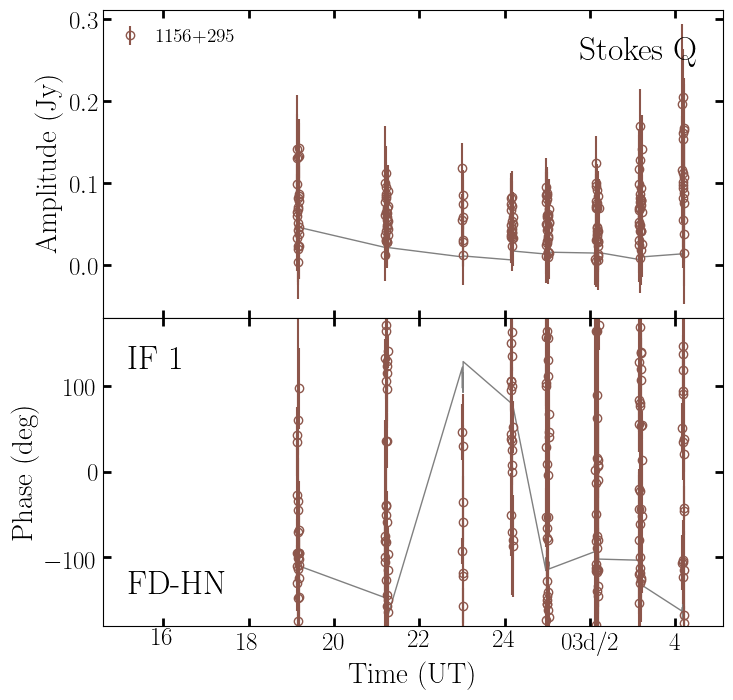 0.3
1156+295
Stokes Q
0.2
0.1
0.0
Amplitude (Jy)
IF 1
100
0
−100
Phase (deg)
FD-HN
16 18 20 22 24 03d/2 4
Time (UT)